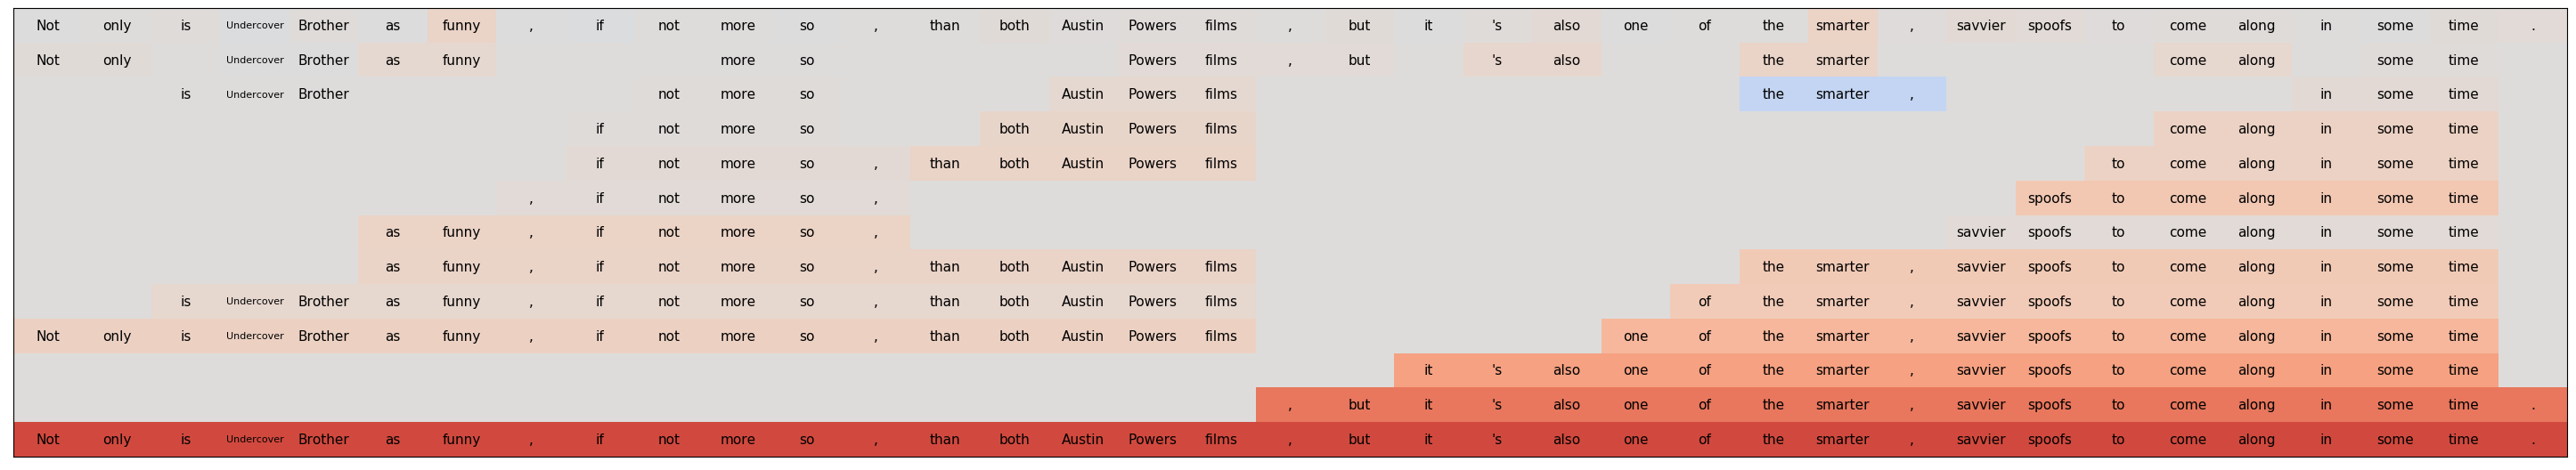 Not only is Undercover Brother as funny , if not more so , than both Austin Powers films , but it 's also one of the smarter , savvier spoofs to come along in some time .
Not only Undercover Brother as funny more so Powers films , but 's also the smarter come along some time
is Undercover Brother not more so Austin Powers films the smarter , in some time
if not more so both Austin Powers films come along in some time
if not more so , than both Austin Powers films to come along in some time
, if not more so , spoofs to come along in some time
as funny , if not more so , savvier spoofs to come along in some time
as funny , if not more so , than both Austin Powers films the smarter , savvier spoofs to come along in some time
is Undercover Brother as funny , if not more so , than both Austin Powers films of the smarter , savvier spoofs to come along in some time
Not only is Undercover Brother as funny , if not more so , than both Austin Powers films one of the smarter , savvier spoofs to come along in some time
it 's also one of the smarter , savvier spoofs to come along in some time
, but it 's also one of the smarter , savvier spoofs to come along in some time .
Not only is Undercover Brother as funny , if not more so , than both Austin Powers films , but it 's also one of the smarter , savvier spoofs to come along in some time .